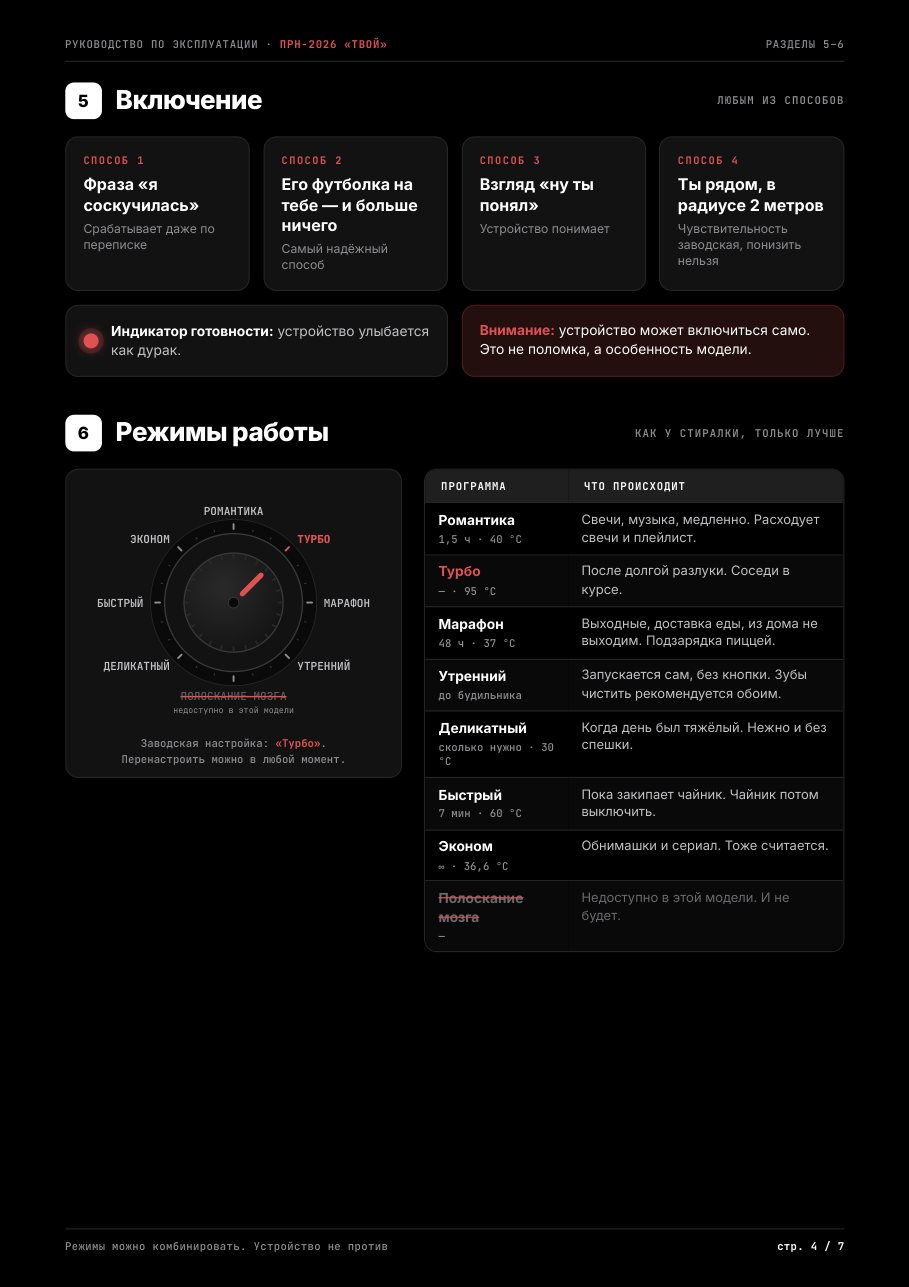 РУКОВОДСТВО ПО ЭКСПЛУАТАЦИИ · ПРН-2026 «ТВОЙ»
РАЗДЕЛЫ 5–6
5 Включение
ЛЮБЫМ ИЗ СПОСОБОВ
СПОСОБ 1
Фраза «я
соскучилась»
Срабатывает даже по
переписке
СПОСОБ 2
Его футболка на
тебе — и больше
ничего
Самый надёжный
способ
СПОСОБ 3
Взгляд «ну ты
понял»
Устройство понимает
СПОСОБ 4
Ты рядом, в
радиусе 2 метров
Чувствительность
заводская, понизить
нельзя
Индикатор готовности: устройство улыбается
как дурак.
Внимание: устройство может включиться само.
Это не поломка, а особенность модели.
6 Режимы работы
КАК У СТИРАЛКИ, ТОЛЬКО ЛУЧШЕ
РОМАНТИКА
ЭКОНОМ
ТУРБО
БЫСТРЫЙ
МАРАФОН
ДЕЛИКАТНЫЙ
УТРЕННИЙ
ПОЛОСКАНИЕ МОЗГА
недоступно в этой модели
Заводская настройка: «Турбо».
Перенастроить можно в любой момент.
ПРОГРАММА
ЧТО ПРОИСХОДИТ
Романтика
1,5 ч · 40 °C
Свечи, музыка, медленно. Расходует
свечи и плейлист.
Турбо
— · 95 °C
После долгой разлуки. Соседи в
курсе.
Марафон
48 ч · 37 °C
Выходные, доставка еды, из дома не
выходим. Подзарядка пиццей.
Утренний
до будильника
Запускается сам, без кнопки. Зубы
чистить рекомендуется обоим.
Деликатный
сколько нужно · 30
°C
Когда день был тяжёлый. Нежно и без
спешки.
Быстрый
7 мин · 60 °C
Пока закипает чайник. Чайник потом
выключить.
Эконом
∞ · 36,6 °C
Обнимашки и сериал. Тоже считается.
Полоскание
мозга
—
Недоступно в этой модели. И не
будет.
Режимы можно комбинировать. Устройство не против
стр. 4 / 7